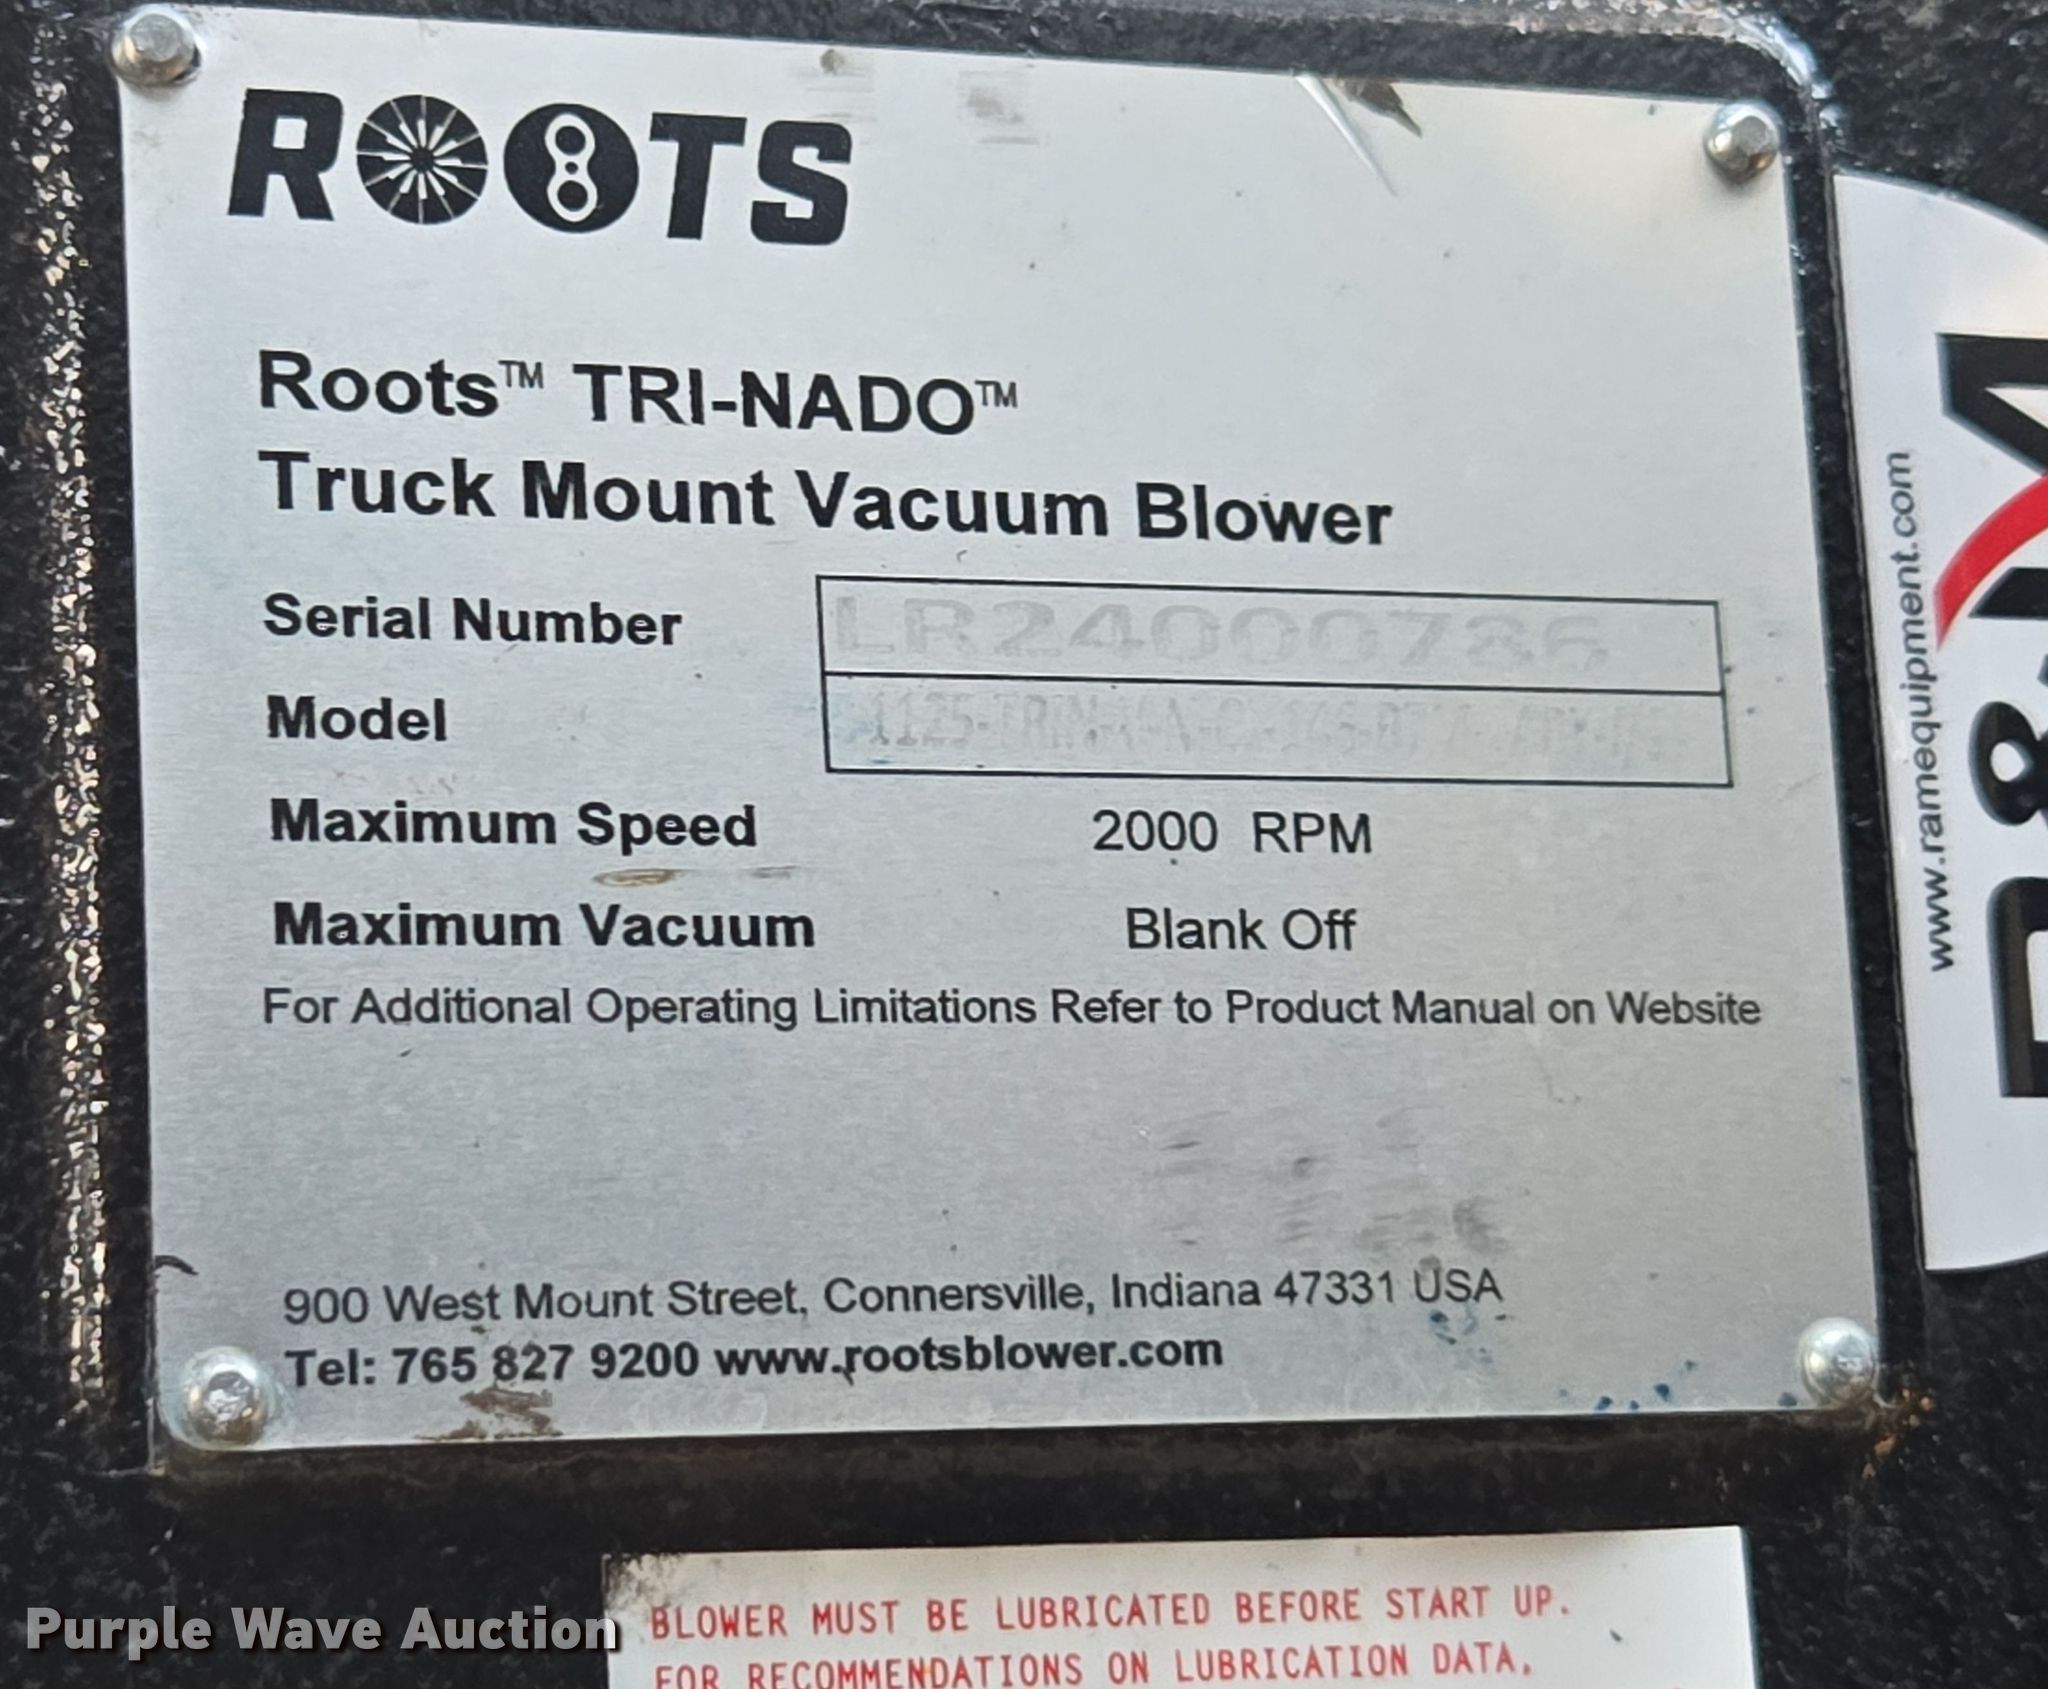 ROOTS
Roots™ TRI-NADO™
Truck Mount Vacuum Blower
Serial Number LR24000786
Model
Maximum Speed 2000 RPM
Maximum Vacuum Blank Off
For Additional Operating Limitations Refer to Product Manual on Website
900 West Mount Street, Connersville, Indiana 47331 USA
Tel: 765 827 9200 www.rootsblower.com
www.ramequipment.com
BLOWER MUST BE LUBRICATED BEFORE START UP.
FOR RECOMMENDATIONS ON LUBRICATION DATA,
Purple Wave Auction